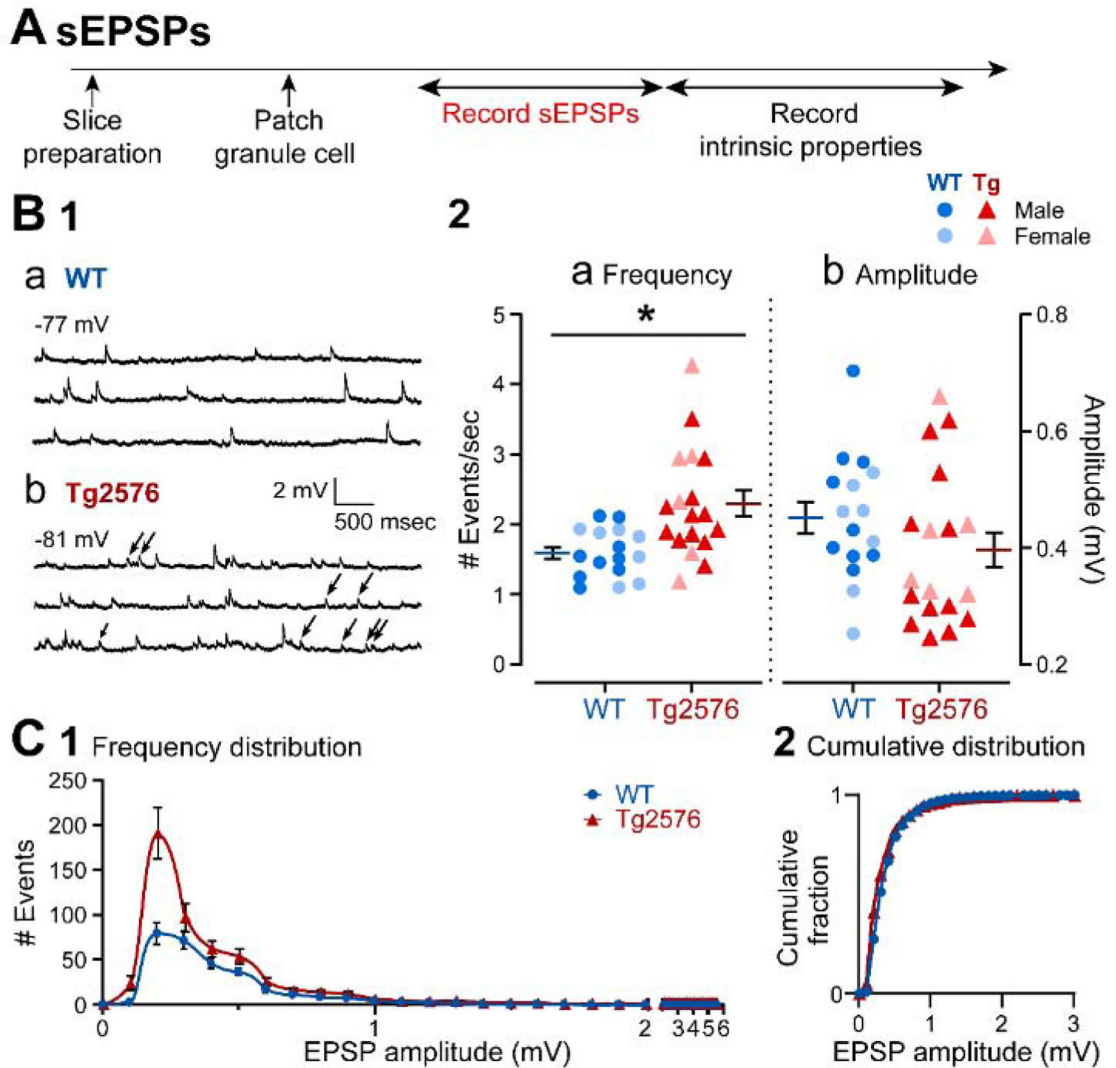 A sEPSPs
Slice
preparation
Patch
granule cell
Record sEPSPs
Record
intrinsic properties
B 1
a WT
-77 mV
b Tg2576
2 mV
500 msec
-81 mV
2
WT Tg
Male
Female
a Frequency
b Amplitude
*
# Events/sec
5
4
3
2
1
0
0.8
0.6
0.4
0.2
Amplitude
(mV)
WT
Tg2576
WT
Tg2576
C 1 Frequency distribution
WT
Tg2576
# Events
250
200
150
100
50
0
0
1
2
3456
EPSP amplitude (mV)
2 Cumulative distribution
Cumulative
fraction
1
0
0
1
2
3
EPSP amplitude (mV)